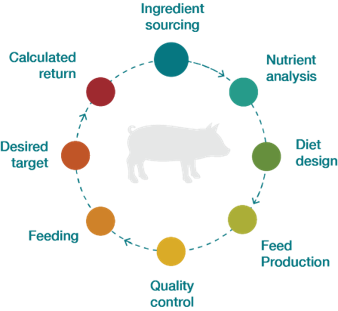 Ingredient
sourcing
Nutrient
analysis
Diet
design
Feed
Production
Quality
control
Feeding
Desired
target
Calculated
return